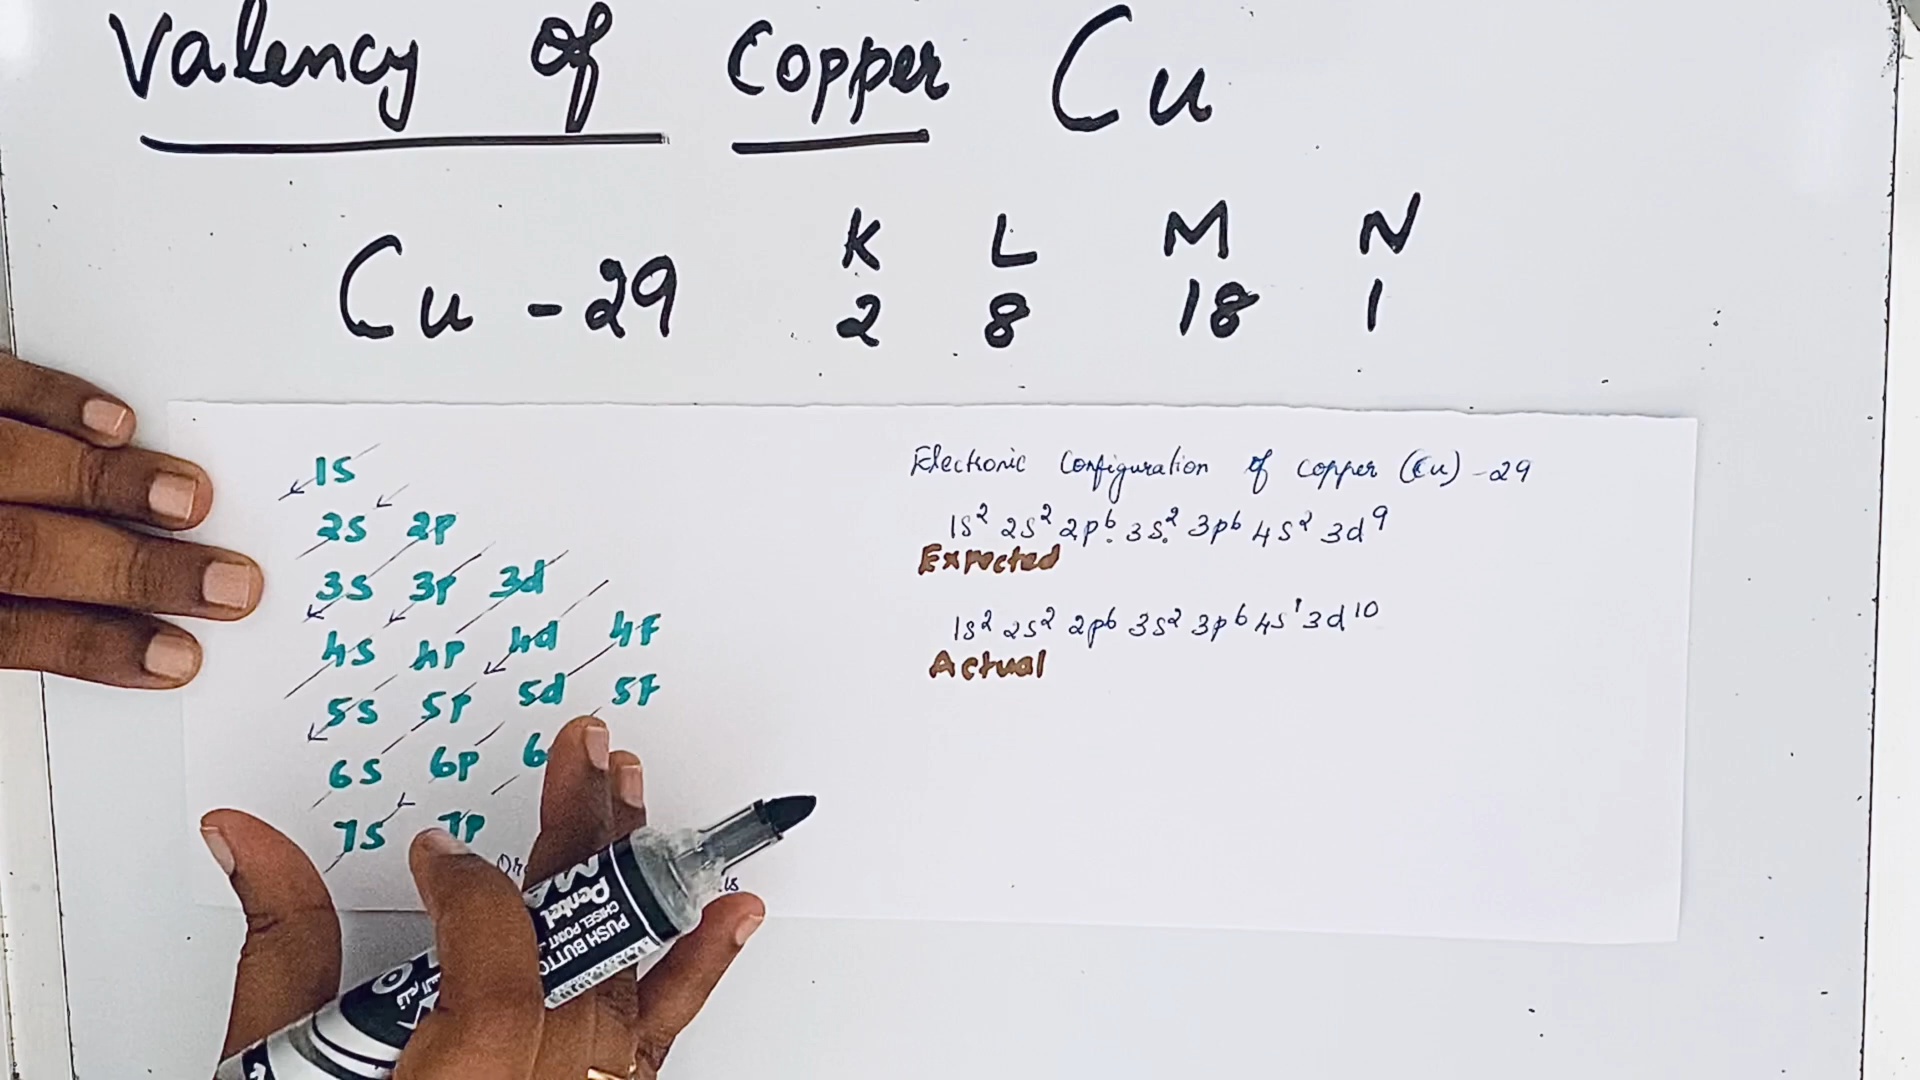 Valency of Copper Cu
K L M N
Cu - 29 2 8 18 1
1s
2s 2p
3s 3p 3d
4s 4p 4d 4f
5s 5p 5d 5f
6s 6p
7s 7p
Electronic Configuration of copper (Cu) - 29
1s² 2s² 2p⁶ 3s² 3p⁶ 4s² 3d⁹
Expected
1s² 2s² 2p⁶ 3s² 3p⁶ 4s¹ 3d¹⁰
Actual
Pentel
CHISEL POINT
PUSH BUTTO